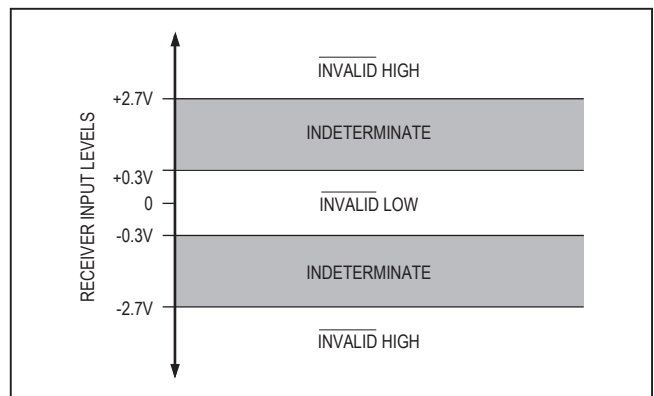 INVALID HIGH
+2.7V
INDETERMINATE
+0.3V
0
INVALID LOW
-0.3V
INDETERMINATE
-2.7V
INVALID HIGH
RECEIVER INPUT LEVELS